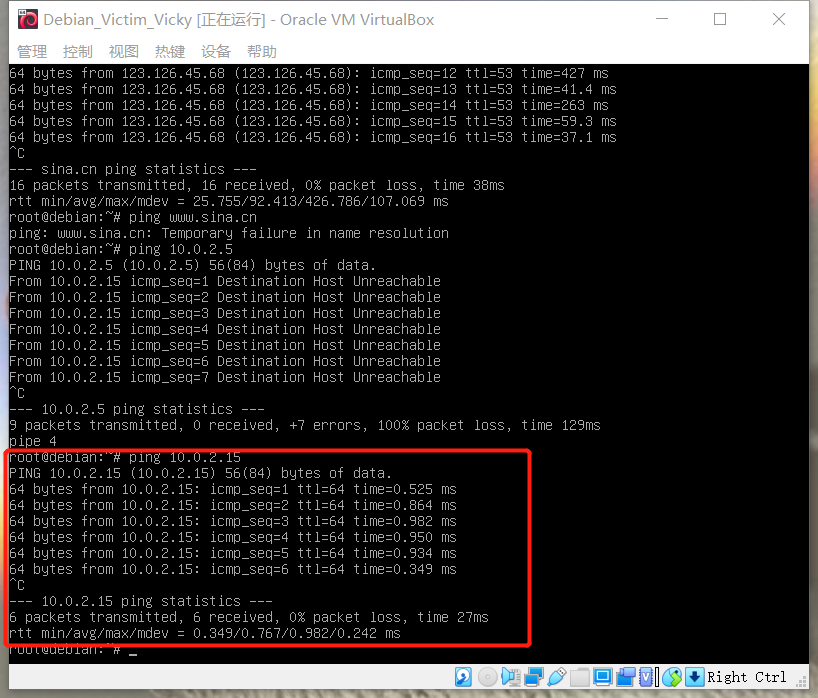 Debian_Victim_Vicky [正在运行] - Oracle VM VirtualBox
管理 控制 视图 热键 设备 帮助
64 bytes from 123.126.45.68 (123.126.45.68): icmp_seq=12 ttl=53 time=427 ms
64 bytes from 123.126.45.68 (123.126.45.68): icmp_seq=13 ttl=53 time=41.4 ms
64 bytes from 123.126.45.68 (123.126.45.68): icmp_seq=14 ttl=53 time=263 ms
64 bytes from 123.126.45.68 (123.126.45.68): icmp_seq=15 ttl=53 time=59.3 ms
64 bytes from 123.126.45.68 (123.126.45.68): icmp_seq=16 ttl=53 time=37.1 ms
^C
--- sina.cn ping statistics ---
16 packets transmitted, 16 received, 0% packet loss, time 38ms
rtt min/avg/max/mdev = 25.755/92.413/426.786/107.069 ms
root@debian:~# ping www.sina.cn
ping: www.sina.cn: Temporary failure in name resolution
root@debian:~# ping 10.0.2.5
PING 10.0.2.5 (10.0.2.5) 56(84) bytes of data.
From 10.0.2.15 icmp_seq=1 Destination Host Unreachable
From 10.0.2.15 icmp_seq=2 Destination Host Unreachable
From 10.0.2.15 icmp_seq=3 Destination Host Unreachable
From 10.0.2.15 icmp_seq=4 Destination Host Unreachable
From 10.0.2.15 icmp_seq=5 Destination Host Unreachable
From 10.0.2.15 icmp_seq=6 Destination Host Unreachable
From 10.0.2.15 icmp_seq=7 Destination Host Unreachable
^C
--- 10.0.2.5 ping statistics ---
9 packets transmitted, 0 received, +7 errors, 100% packet loss, time 129ms
pipe 4
root@debian:~# ping 10.0.2.15
PING 10.0.2.15 (10.0.2.15) 56(84) bytes of data.
64 bytes from 10.0.2.15: icmp_seq=1 ttl=64 time=0.525 ms
64 bytes from 10.0.2.15: icmp_seq=2 ttl=64 time=0.864 ms
64 bytes from 10.0.2.15: icmp_seq=3 ttl=64 time=0.982 ms
64 bytes from 10.0.2.15: icmp_seq=4 ttl=64 time=0.950 ms
64 bytes from 10.0.2.15: icmp_seq=5 ttl=64 time=0.934 ms
64 bytes from 10.0.2.15: icmp_seq=6 ttl=64 time=0.349 ms
^C
--- 10.0.2.15 ping statistics ---
6 packets transmitted, 6 received, 0% packet loss, time 27ms
rtt min/avg/max/mdev = 0.349/0.767/0.982/0.242 ms
root@debian:~# _
Right Ctrl